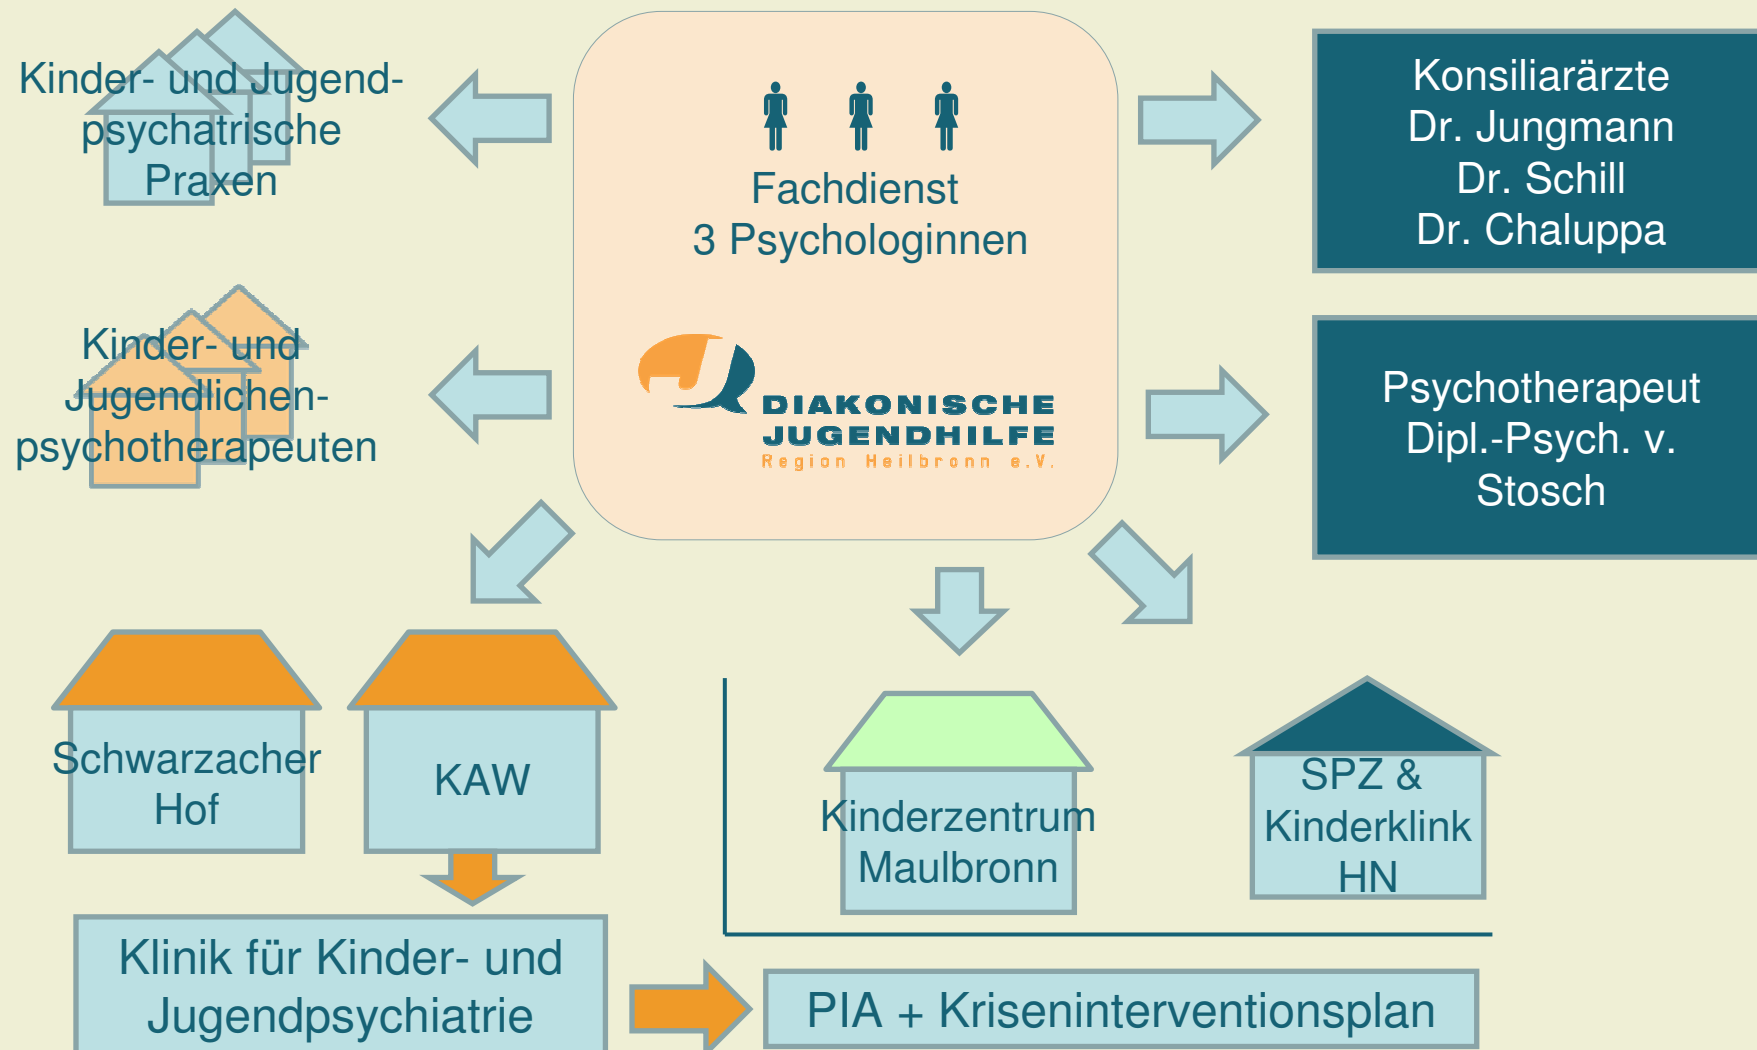 Kinder- und Jugend-
psychatrische
Praxen
Fachdienst
3 Psychologinnen
Konsiliarärzte
Dr. Jungmann
Dr. Schill
Dr. Chaluppa
Kinder- und
Jugendlichen-
psychotherapeuten
DIAKONISCHE
JUGENDHILFE
Region Heilbronn e.V.
Psychotherapeut
Dipl.-Psych. v.
Stosch
Schwarzacher
Hof
KAW
Kinderzentrum
Maulbronn
SPZ &
Kinderklink
HN
Klinik für Kinder- und
Jugendpsychiatrie
PIA + Kriseninterventionsplan